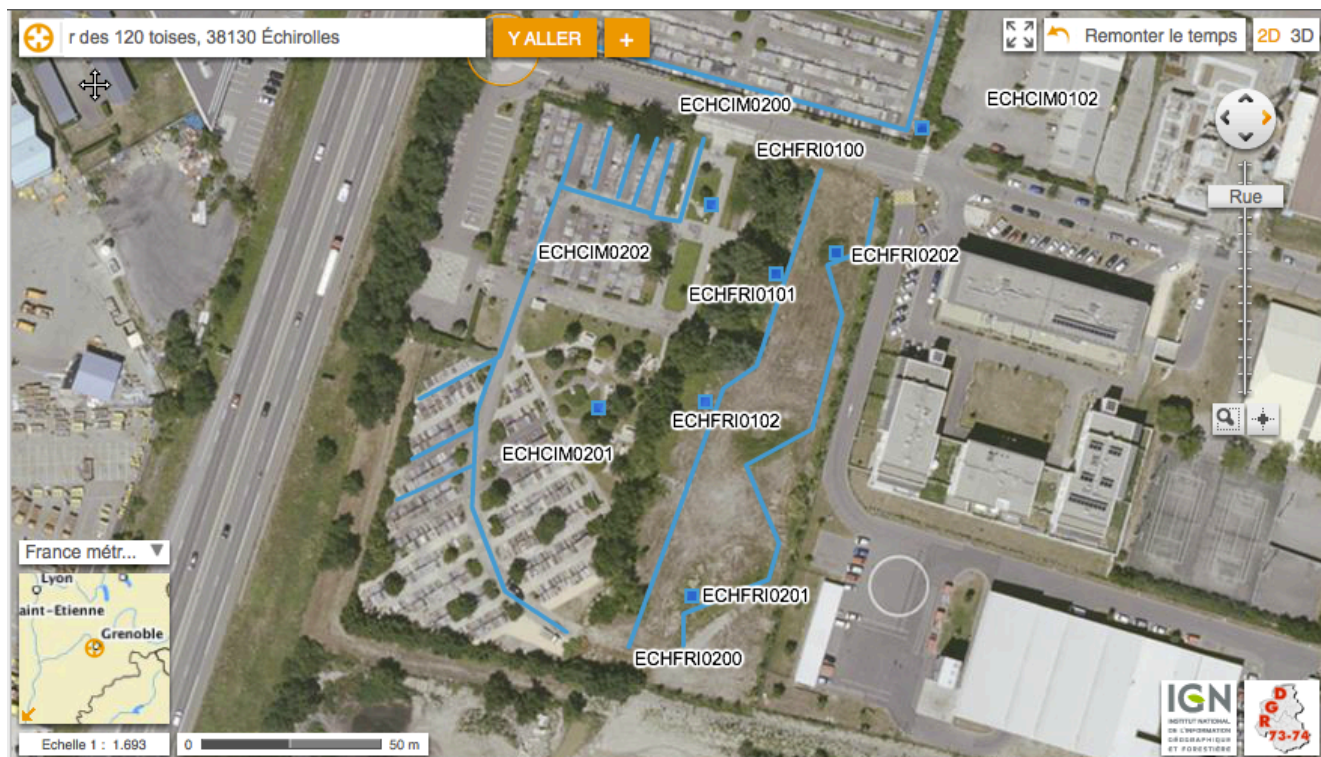 r des 120 toises, 38130 Échirolles
Y ALLER
+
Remonter le temps
2D 3D
ECHCIM0200
ECHCIM0102
ECHFRI0100
Rue
ECHCIM0202
ECHFRI0202
ECHFRI0101
ECHFRI0102
ECHCIM0201
France métr...
Lyon
aint-Etienne
Grenoble
ECHFRI0201
ECHFRI0200
IGN
INSTITUT NATIONAL
DE L'INFORMATION
GÉOGRAPHIQUE
ET FORESTIÈRE
D
G
R
73-74
Echelle 1 : 1.693
0
50 m